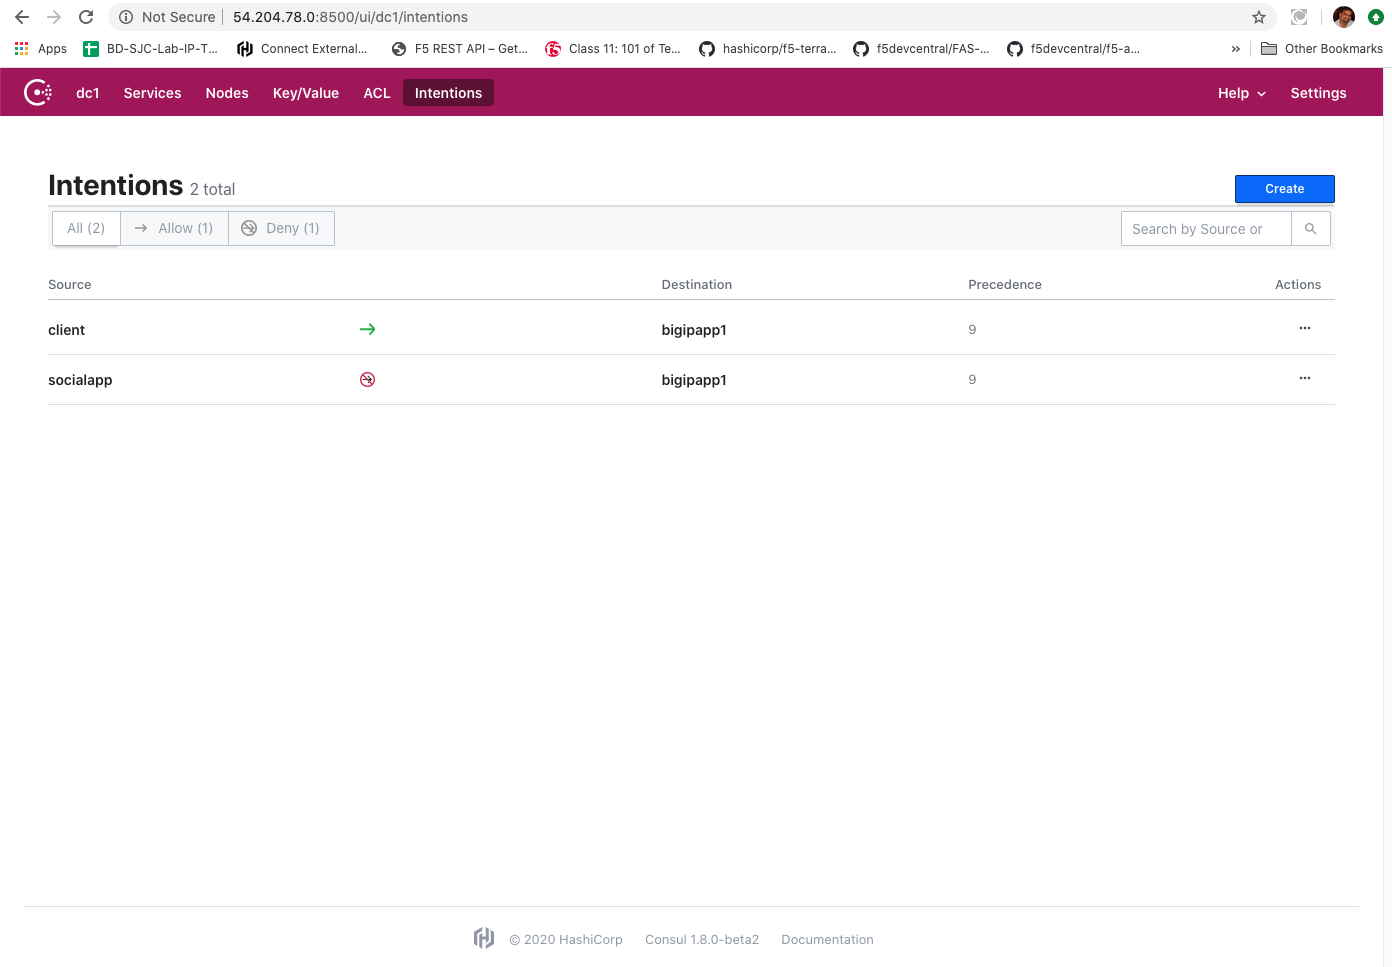 Not Secure 54.204.78.0:8500/ui/dc1/intentions
Apps BD-SJC-Lab-IP-T... Connect External... F5 REST API – Get... Class 11: 101 of Te... hashicorp/f5-terra... f5devcentral/FAS-... f5devcentral/f5-a... » Other Bookmarks
dc1 Services Nodes Key/Value ACL Intentions Help Settings
Intentions 2 total Create
All (2) Allow (1) Deny (1) Search by Source or
Source Destination Precedence Actions
client bigipapp1 9 ...
socialapp bigipapp1 9 ...
© 2020 HashiCorp Consul 1.8.0-beta2 Documentation